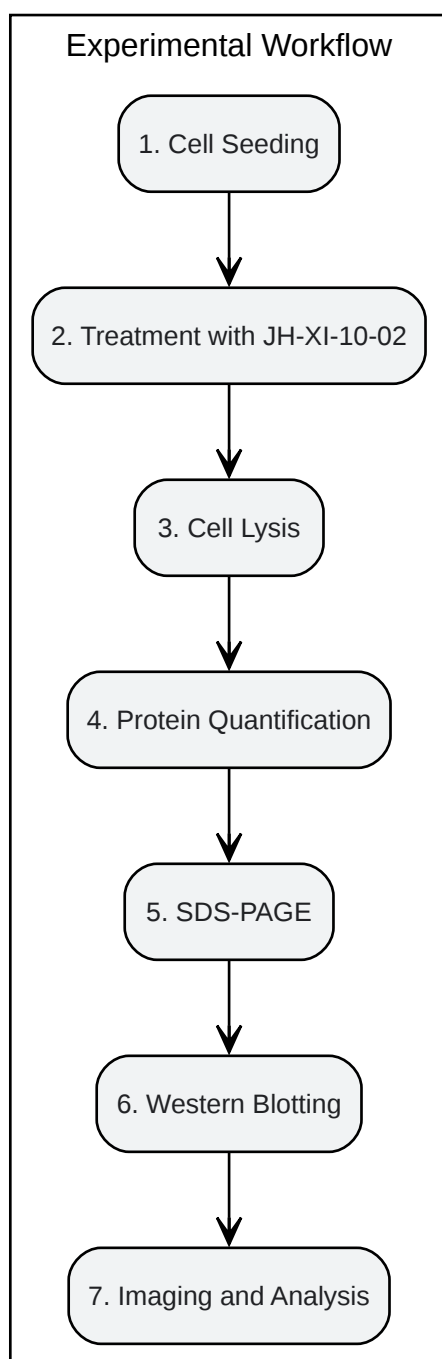 Experimental Workflow
1. Cell Seeding
2. Treatment with JH-XI-10-02
3. Cell Lysis
4. Protein Quantification
5. SDS-PAGE
6. Western Blotting
7. Imaging and Analysis